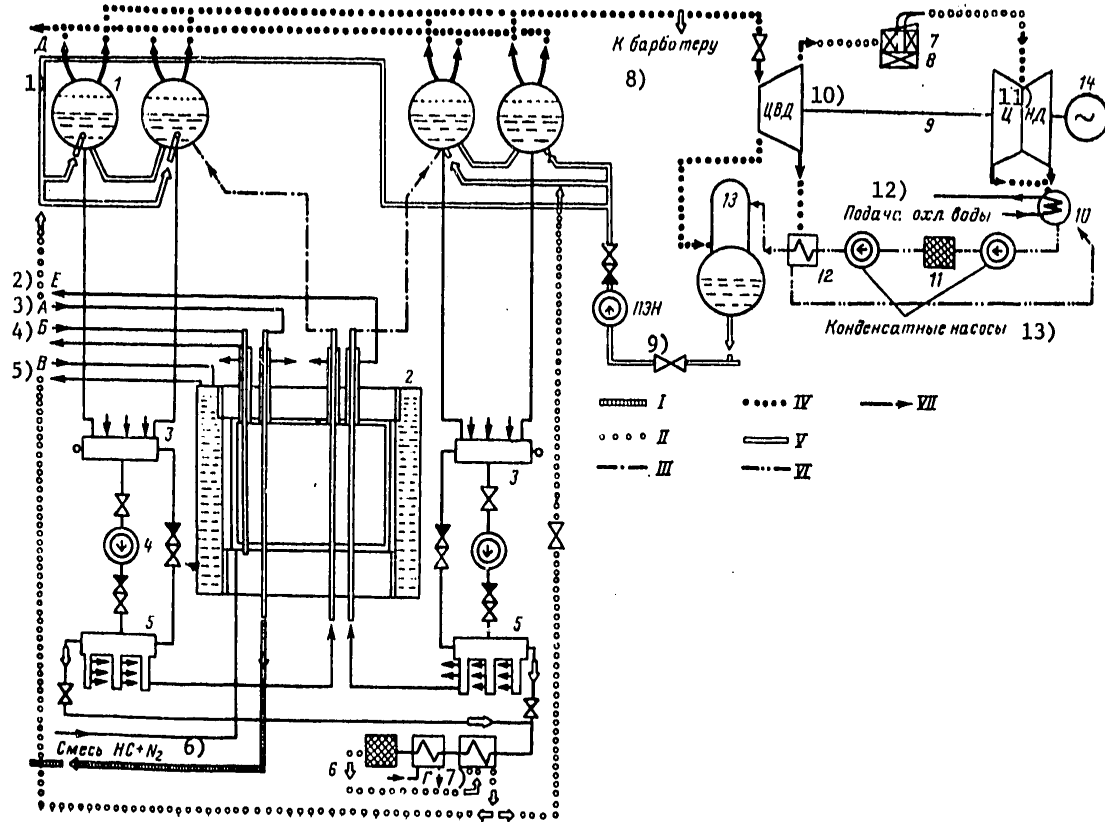 К барботеру
8)
7
8
Д
1)
1
ЦВД
10)
9
11)
Ц НД
14
12)
Подача охл. воды
10
13
12
11
2) E
3) A
4) Б
5) В
ПЭН
9)
Конденсатные насосы
13)
2
I
IV
VII
II
V
III
VI
3
3
4
5
5
Смесь НС+N₂
6)
6
Г
7)